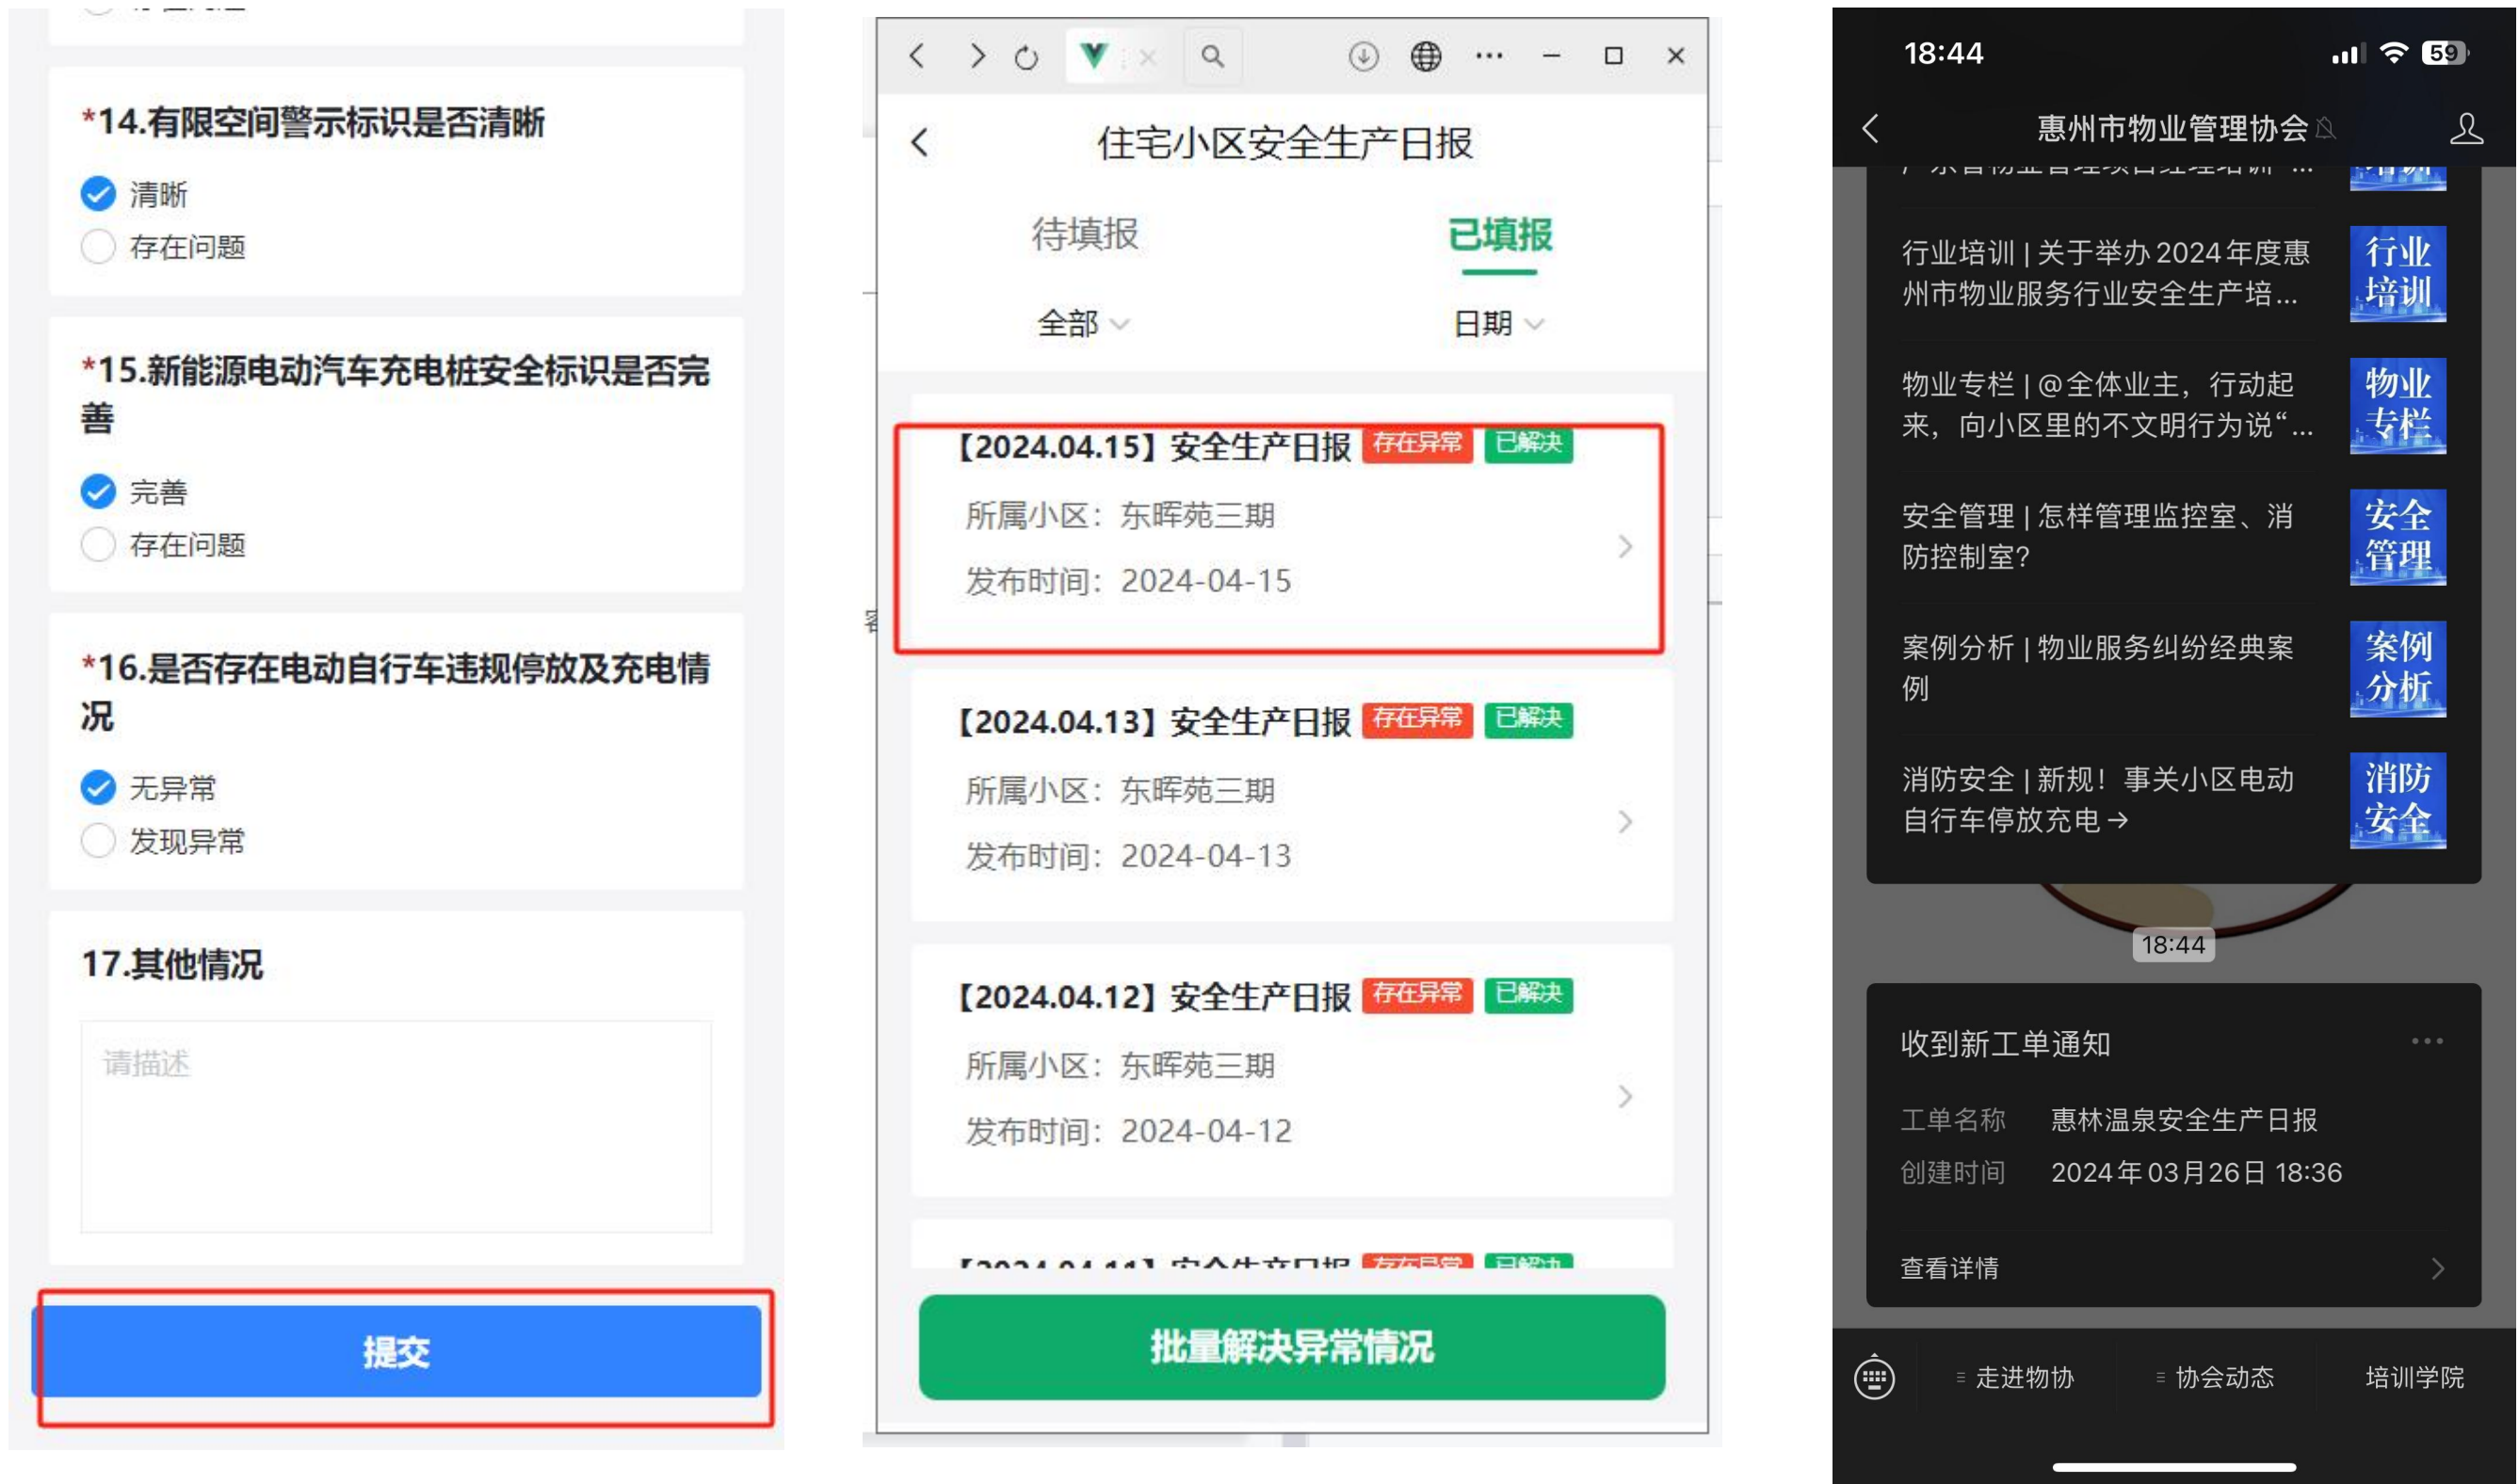 *14.有限空间警示标识是否清晰
清晰
存在问题
*15.新能源电动汽车充电桩安全标识是否完
善
完善
存在问题
*16.是否存在电动自行车违规停放及充电情
况
无异常
发现异常
17.其他情况
请描述
提交
住宅小区安全生产日报
待填报
已填报
全部
日期
【2024.04.15】安全生产日报 存在异常 已解决
所属小区：东晖苑三期
发布时间：2024-04-15
【2024.04.13】安全生产日报 存在异常 已解决
所属小区：东晖苑三期
发布时间：2024-04-13
【2024.04.12】安全生产日报 存在异常 已解决
所属小区：东晖苑三期
发布时间：2024-04-12
【2024.04.11】安全生产日报 存在异常 已解决
批量解决异常情况
18:44
59
惠州市物业管理协会
行业培训 | 关于举办2024年度惠
州市物业服务行业安全生产培...
行业
培训
物业专栏 | @全体业主，行动起
来，向小区里的不文明行为说“...
物业
专栏
安全管理 | 怎样管理监控室、消
防控制室？
安全
管理
案例分析 | 物业服务纠纷经典案
例
案例
分析
消防安全 | 新规！事关小区电动
自行车停放充电→
消防
安全
18:44
收到新工单通知
工单名称 惠林温泉安全生产日报
创建时间 2024年03月26日 18:36
查看详情
走进物协
协会动态
培训学院